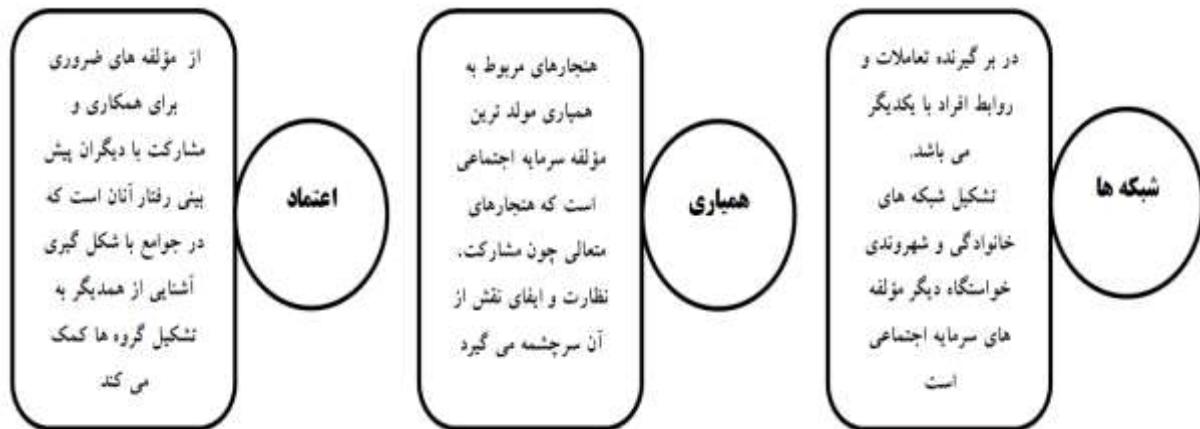 شبکه ها
در بر گیرنده تعاملات و
روابط افراد با یکدیگر
می باشد.
تشکیل شبکه های
خانوادگی و شهروندی
خواستگاه دیگر مؤلفه
های سرمایه اجتماعی
است
همیاری
هنجارهای مربوط به
همیاری مولد ترین
مؤلفه سرمایه اجتماعی
است که هنجارهای
متعالی چون مشارکت،
نظارت و ایفای نقش از
آن سرچشمه می گیرد
اعتماد
از مؤلفه های ضروری
برای همکاری و
مشارکت با دیگران پیش
بینی رفتار آنان است که
در جوامع با شکل گیری
آشنایی از همدیگر به
تشکیل گروه ها کمک
می کند